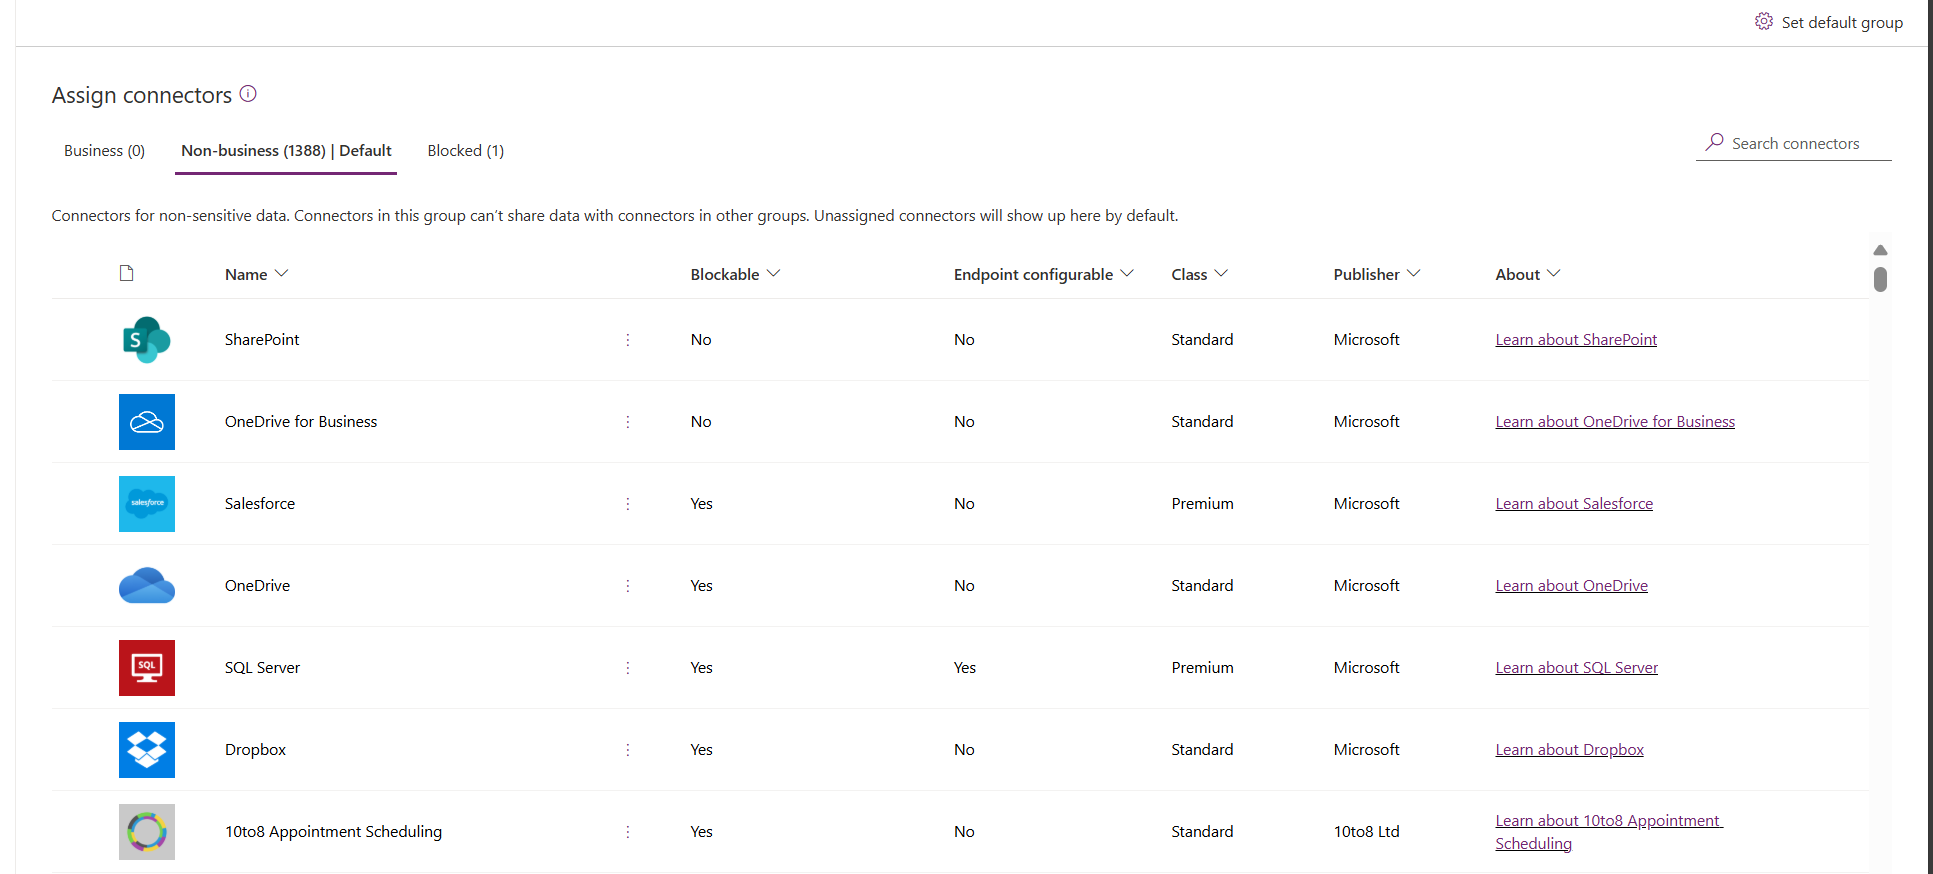 Set default group
Assign connectors
Business (0) Non-business (1388) | Default Blocked (1)
Search connectors
Connectors for non-sensitive data. Connectors in this group can't share data with connectors in other groups. Unassigned connectors will show up here by default.
Name Blockable Endpoint configurable Class Publisher About
S SharePoint No No Standard Microsoft Learn about SharePoint
OneDrive for Business No No Standard Microsoft Learn about OneDrive for Business
salesforce Salesforce Yes No Premium Microsoft Learn about Salesforce
OneDrive Yes No Standard Microsoft Learn about OneDrive
SQL SQL Server Yes Yes Premium Microsoft Learn about SQL Server
Dropbox Yes No Standard Microsoft Learn about Dropbox
10to8 Appointment Scheduling Yes No Standard 10to8 Ltd Learn about 10to8 Appointment
Scheduling